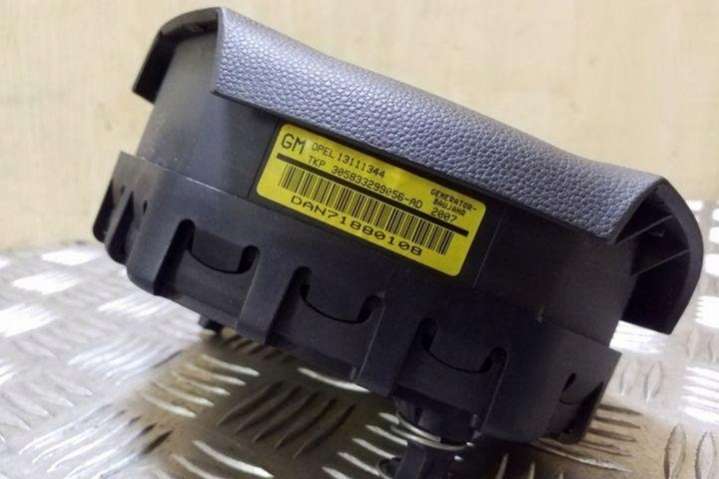 GM OPEL 13111344
TKP 305833299056-AD
GENERATOR-
BAUJAHR
2007
DAN71880108